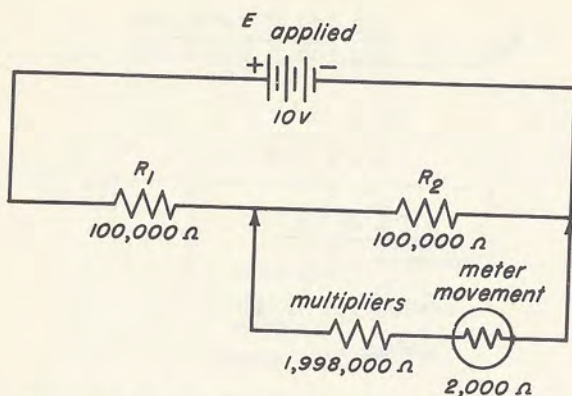 E applied
+ −
10V
R1
100,000 Ω
R2
100,000 Ω
meter
movement
multipliers
1,998,000 Ω
2,000 Ω